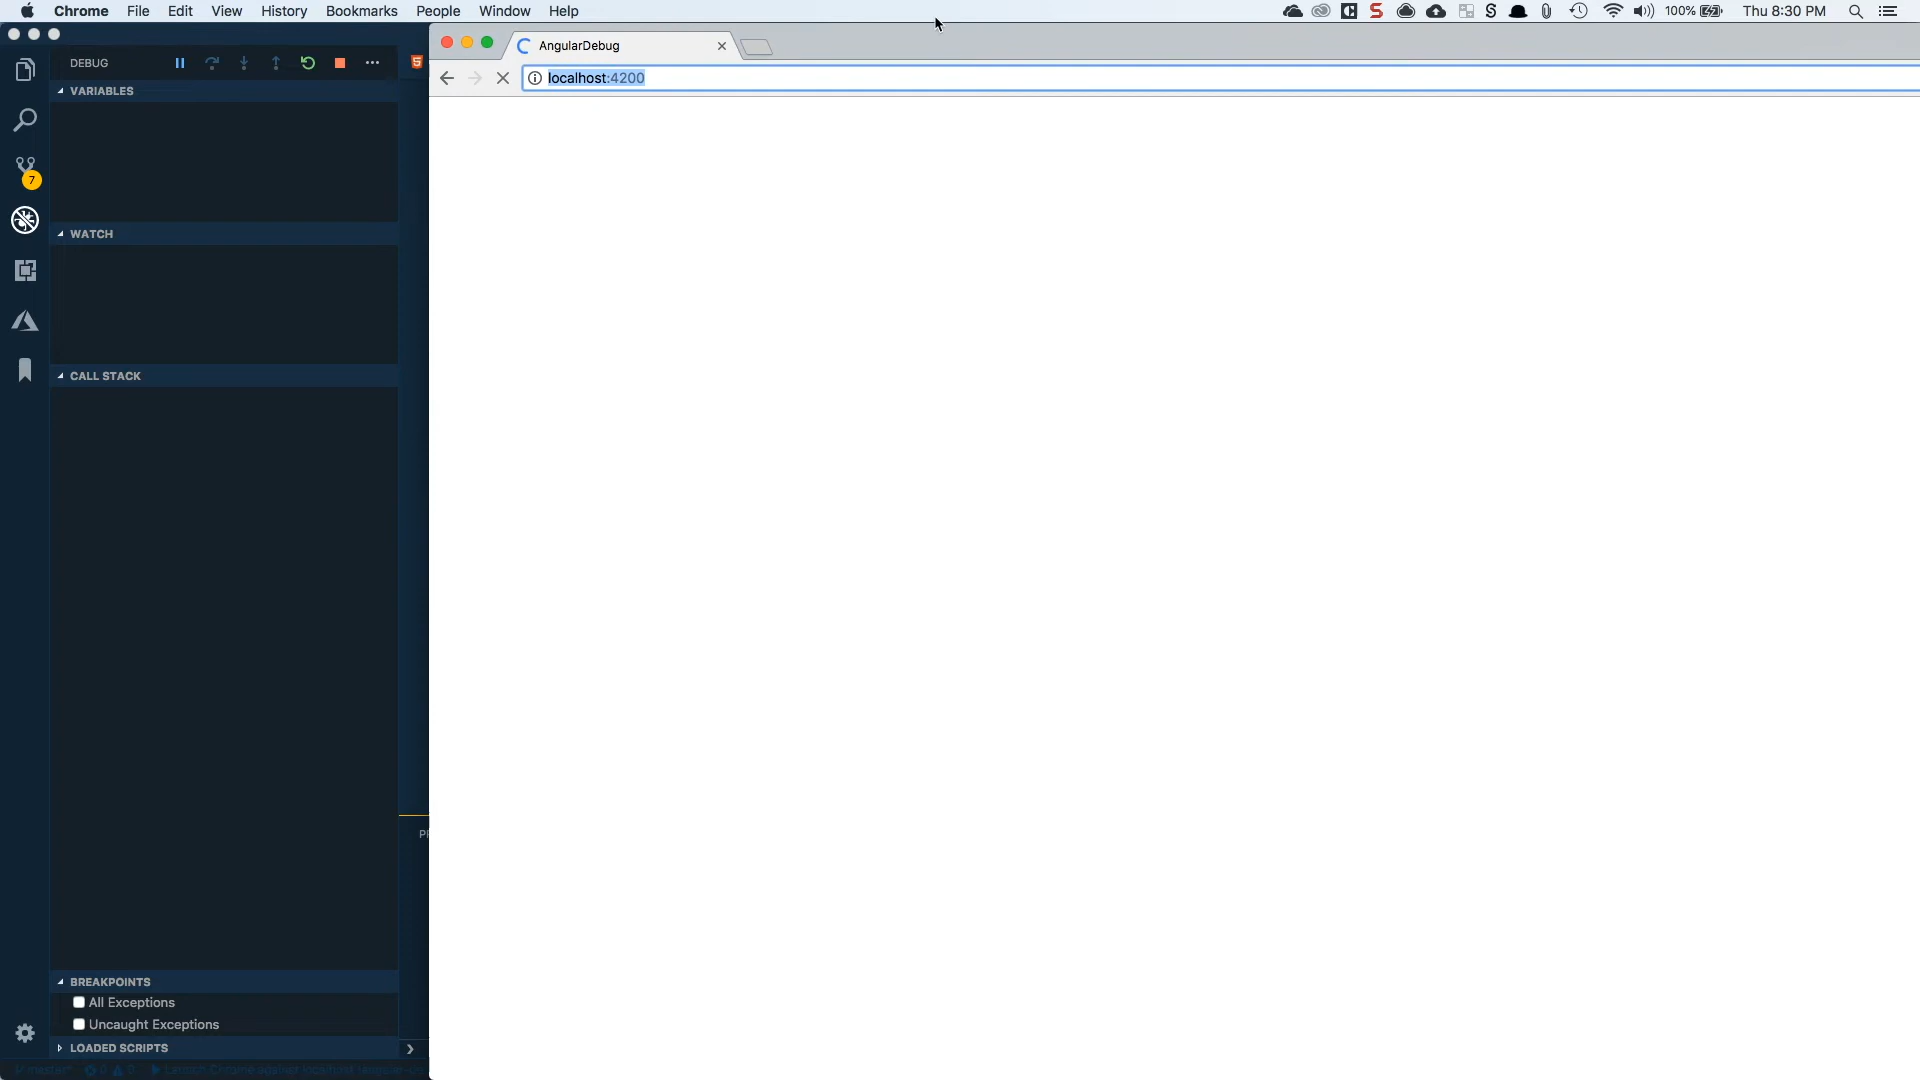 Chrome File Edit View History Bookmarks People Window Help 100% Thu 8:30 PM
AngularDebug
DEBUG
localhost:4200
VARIABLES
7
WATCH
CALL STACK
BREAKPOINTS
All Exceptions
Uncaught Exceptions
LOADED SCRIPTS